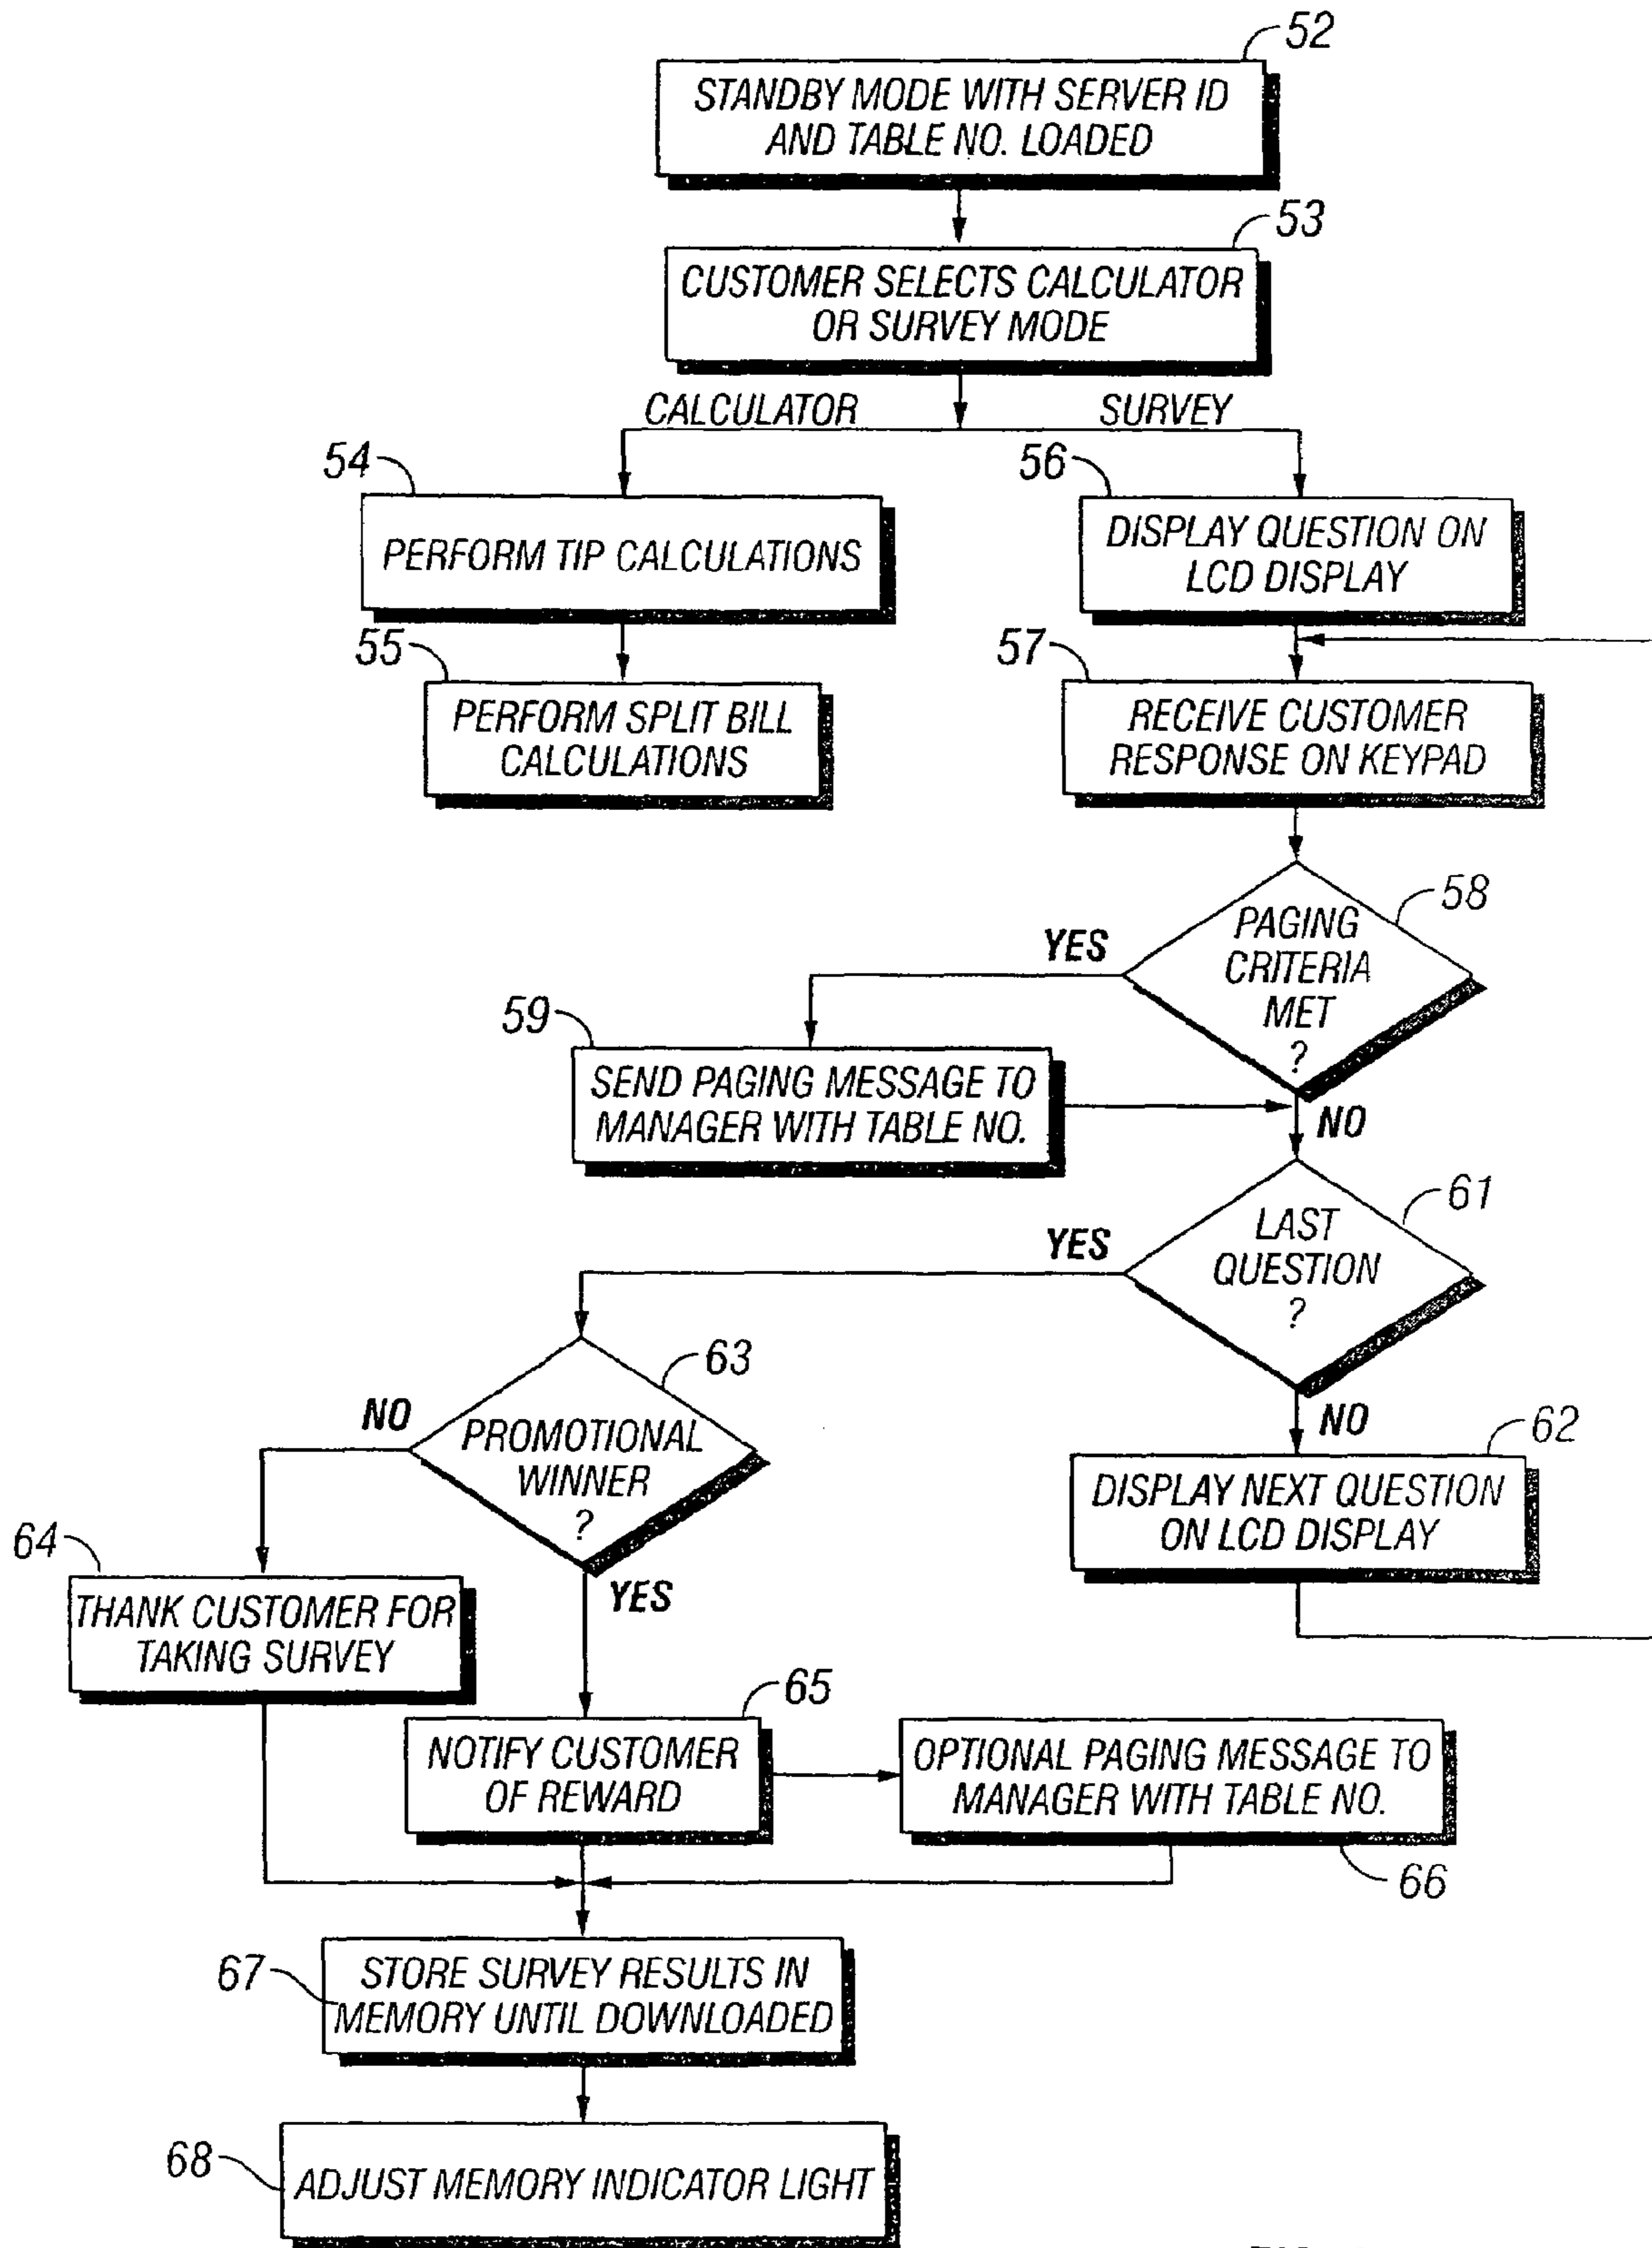 52
STANDBY MODE WITH SERVER ID
AND TABLE NO. LOADED
53
CUSTOMER SELECTS CALCULATOR
OR SURVEY MODE
CALCULATOR
SURVEY
54
PERFORM TIP CALCULATIONS
56
DISPLAY QUESTION ON
LCD DISPLAY
55
PERFORM SPLIT BILL
CALCULATIONS
57
RECEIVE CUSTOMER
RESPONSE ON KEYPAD
58
PAGING
CRITERIA
MET
?
YES
NO
59
SEND PAGING MESSAGE TO
MANAGER WITH TABLE NO.
61
LAST
QUESTION
?
YES
NO
62
DISPLAY NEXT QUESTION
ON LCD DISPLAY
63
PROMOTIONAL
WINNER
?
NO
YES
64
THANK CUSTOMER FOR
TAKING SURVEY
65
NOTIFY CUSTOMER
OF REWARD
OPTIONAL PAGING MESSAGE TO
MANAGER WITH TABLE NO.
66
67
STORE SURVEY RESULTS IN
MEMORY UNTIL DOWNLOADED
68
ADJUST MEMORY INDICATOR LIGHT